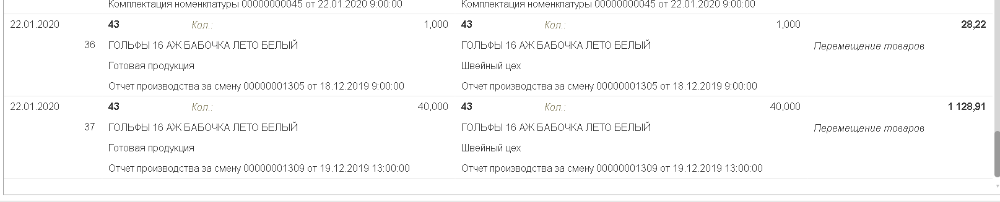 Комплектация номенклатуры 00000000045 от 22.01.2020 9:00:00 Комплектация номенклатуры 00000000045 от 22.01.2020 9:00:00
22.01.2020 43 Кол.: 1,000 43 Кол.: 1,000 28,22
36 ГОЛЬФЫ 16 АЖ БАБОЧКА ЛЕТО БЕЛЫЙ ГОЛЬФЫ 16 АЖ БАБОЧКА ЛЕТО БЕЛЫЙ Перемещение товаров
Готовая продукция Швейный цех
Отчет производства за смену 00000001305 от 18.12.2019 9:00:00 Отчет производства за смену 00000001305 от 18.12.2019 9:00:00
22.01.2020 43 Кол.: 40,000 43 Кол.: 40,000 1 128,91
37 ГОЛЬФЫ 16 АЖ БАБОЧКА ЛЕТО БЕЛЫЙ ГОЛЬФЫ 16 АЖ БАБОЧКА ЛЕТО БЕЛЫЙ Перемещение товаров
Готовая продукция Швейный цех
Отчет производства за смену 00000001309 от 19.12.2019 13:00:00 Отчет производства за смену 00000001309 от 19.12.2019 13:00:00